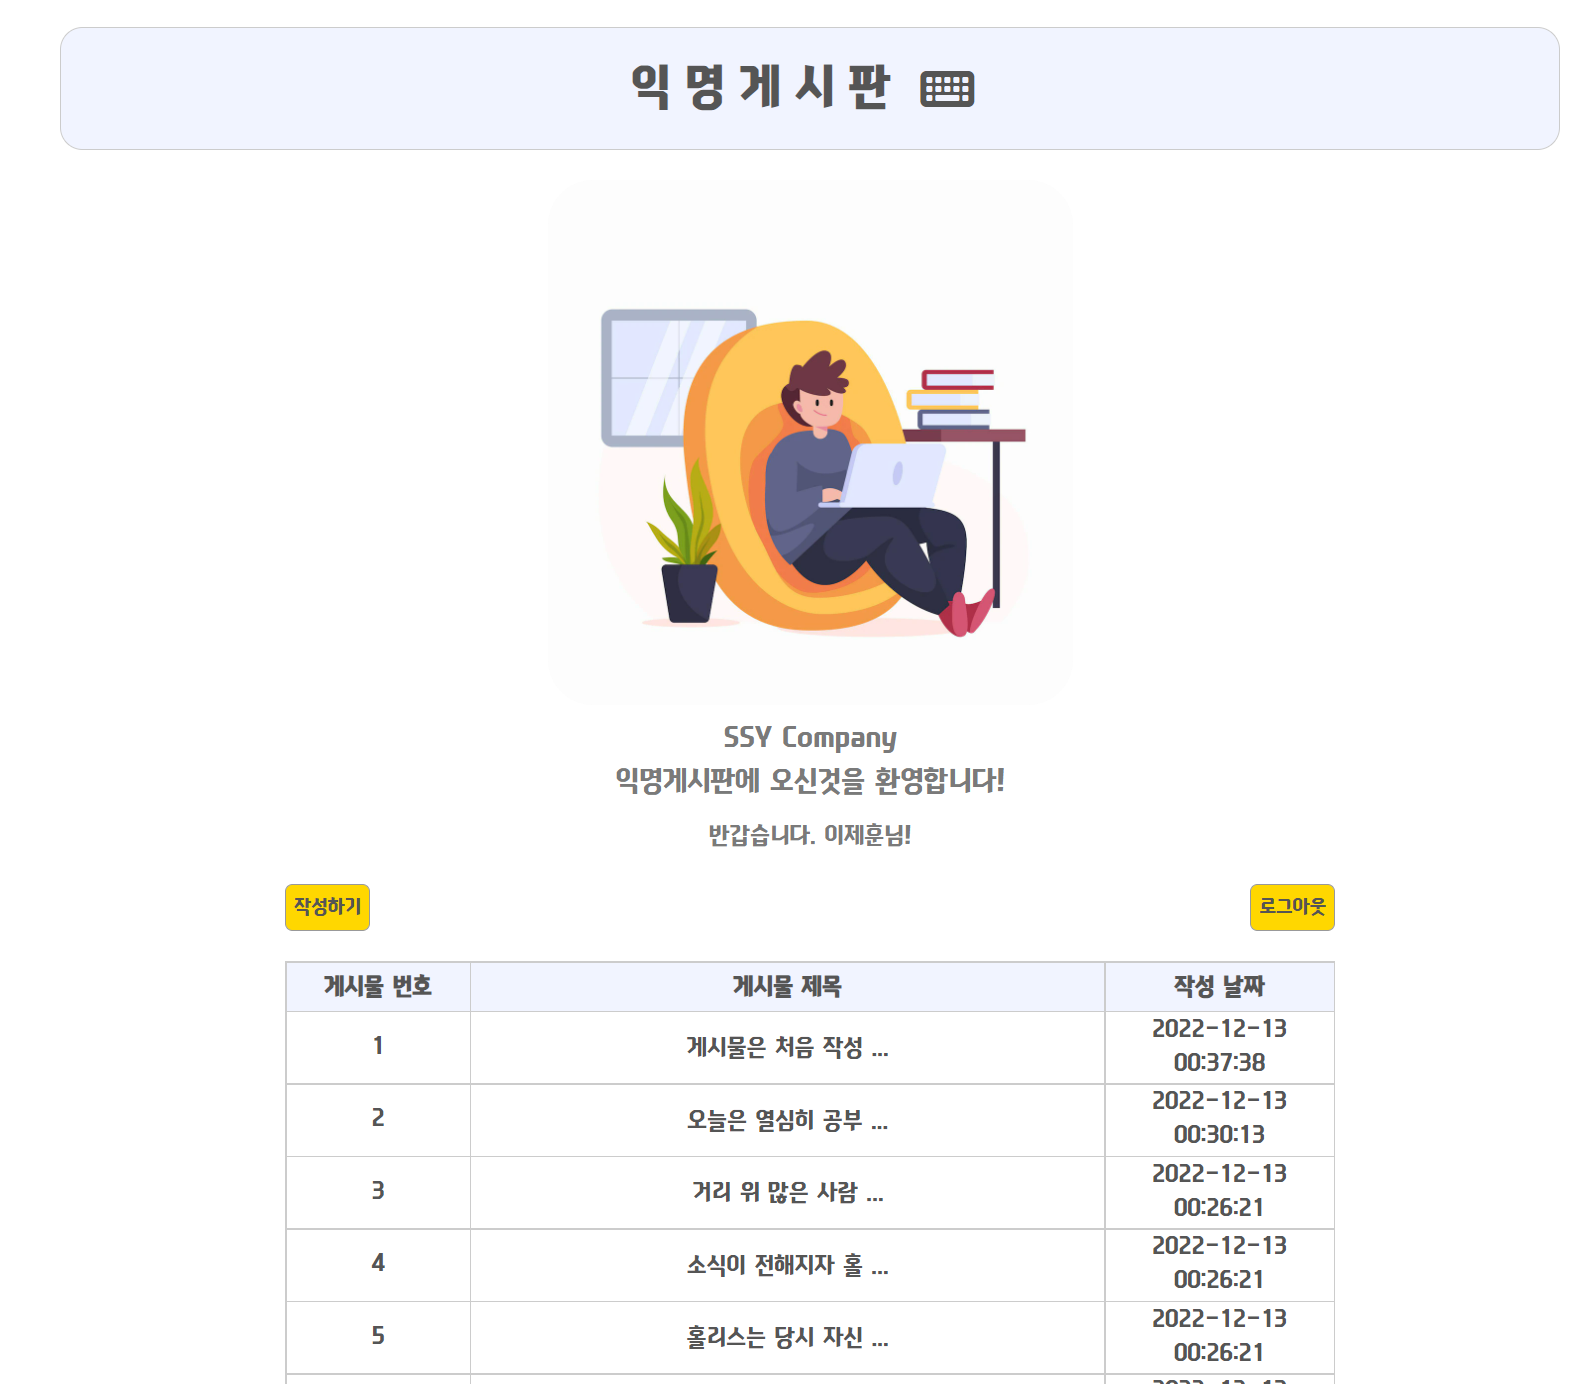 익명게시판
SSY Company
익명게시판에 오신것을 환영합니다!
반갑습니다. 이제훈님!
작성하기 로그아웃
게시물 번호 게시물 제목 작성 날짜
1 게시물은 처음 작성 ... 2022-12-13
00:37:38
2 오늘은 열심히 공부 ... 2022-12-13
00:30:13
3 거리 위 많은 사람 ... 2022-12-13
00:26:21
4 소식이 전해지자 홀 ... 2022-12-13
00:26:21
5 홀리스는 당시 자신 ... 2022-12-13
00:26:21